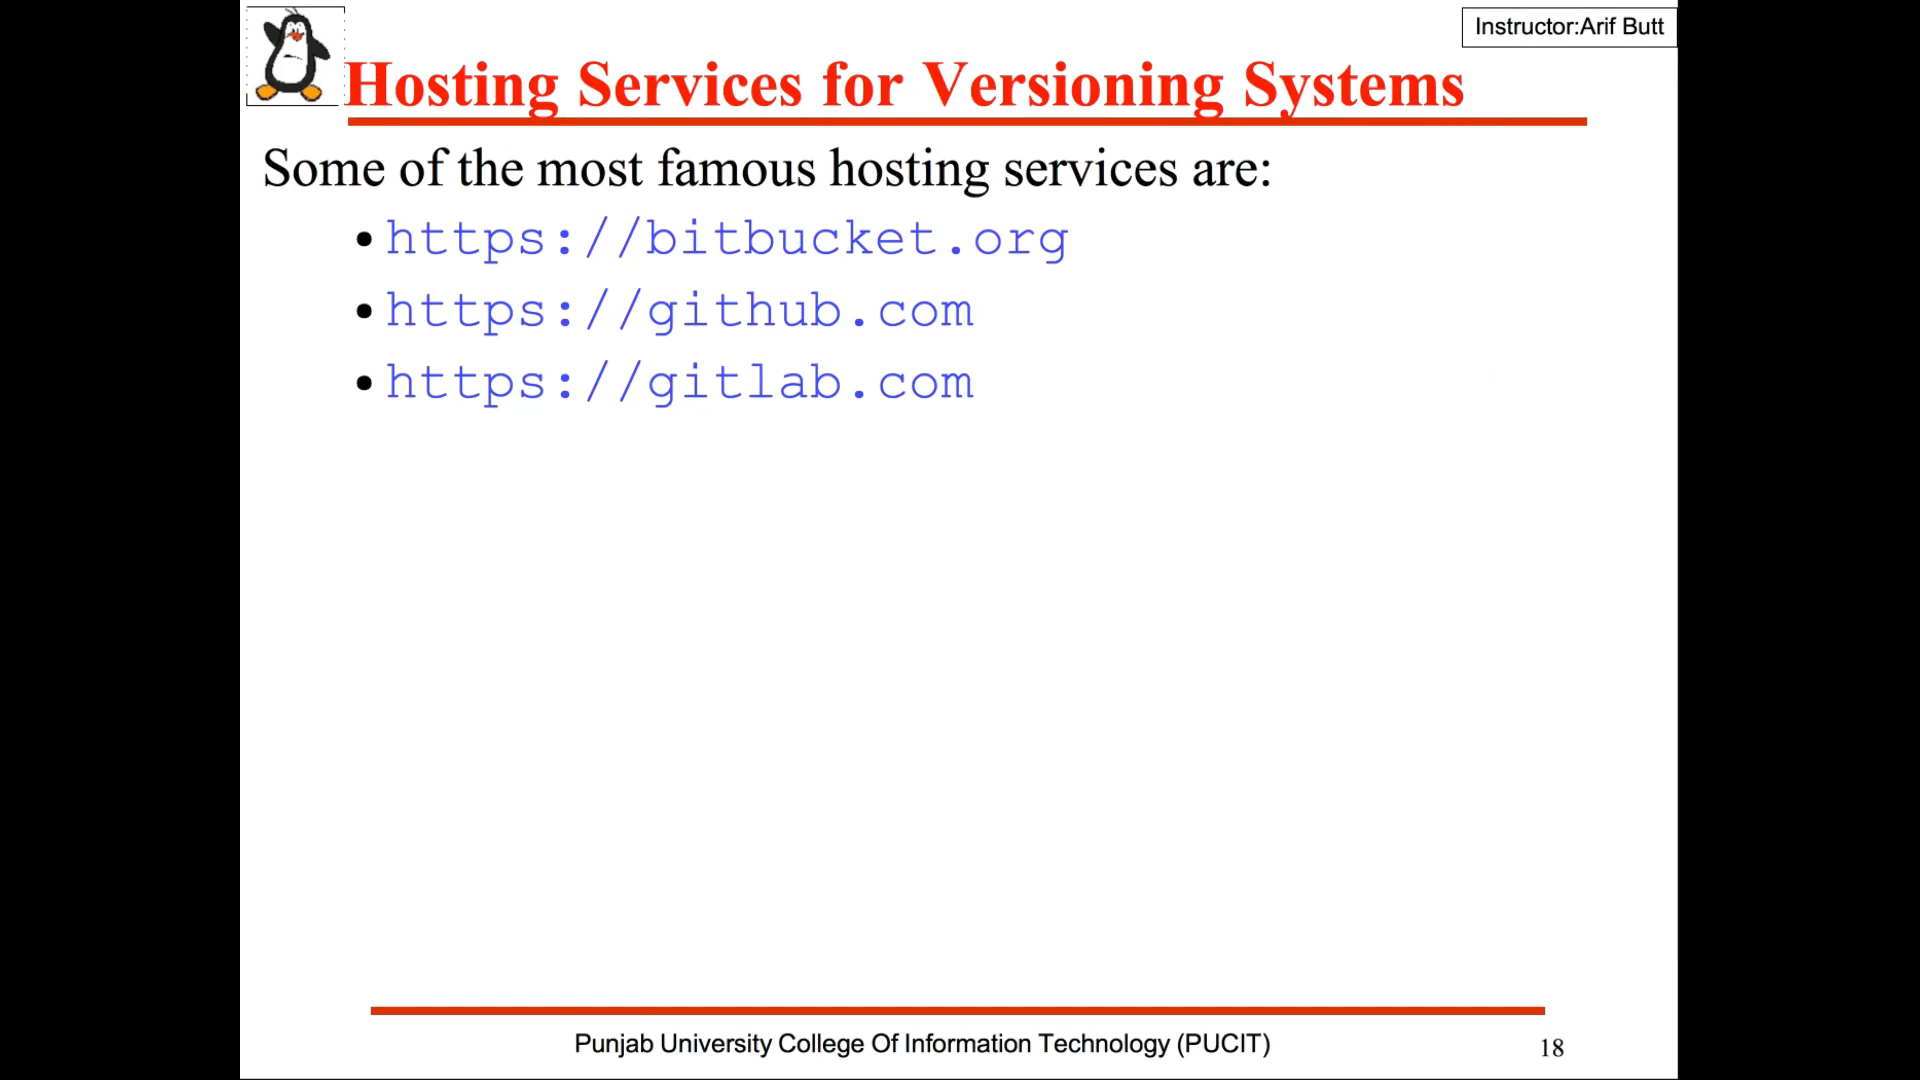 Instructor:Arif Butt
Hosting Services for Versioning Systems
Some of the most famous hosting services are:
• https://bitbucket.org
• https://github.com
• https://gitlab.com
Punjab University College Of Information Technology (PUCIT)
18